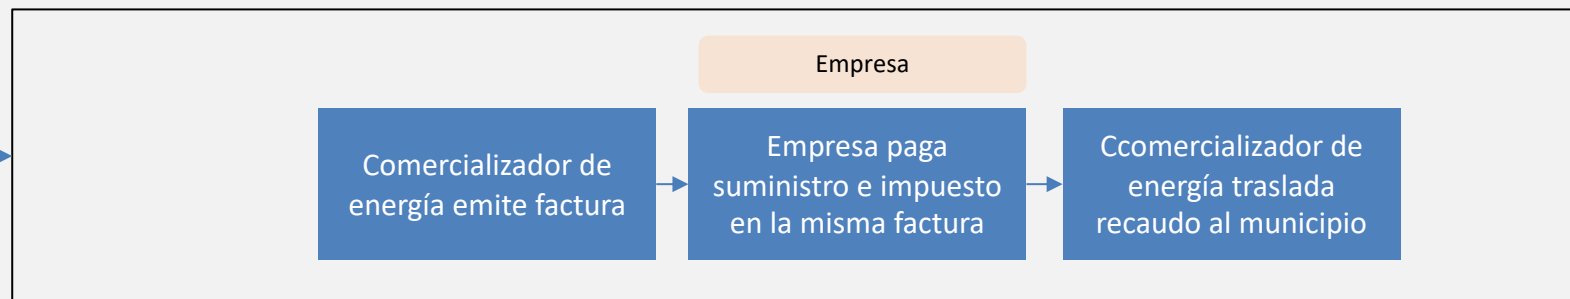 Empresa
Comercializador de
energía emite factura
Empresa paga
suministro e impuesto
en la misma factura
Ccomercializador de
energía traslada
recaudo al municipio